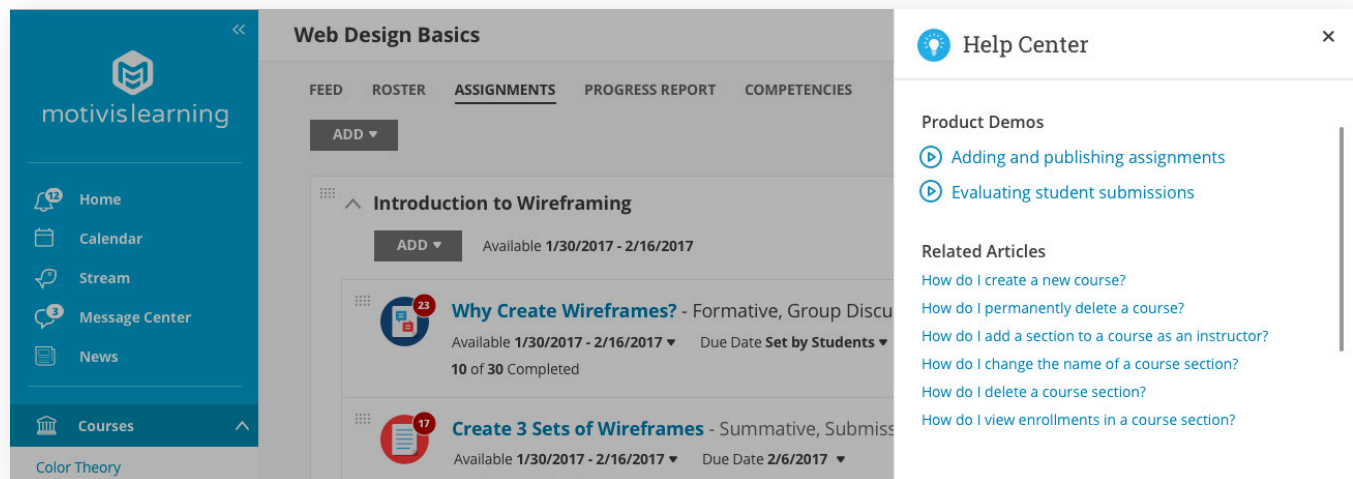 motivislearning
12
Home
Calendar
Stream
3
Message Center
News
Courses
Color Theory
Web Design Basics
FEED ROSTER ASSIGNMENTS PROGRESS REPORT COMPETENCIES
ADD
Introduction to Wireframing
ADD Available 1/30/2017 - 2/16/2017
23
Why Create Wireframes? - Formative, Group Discu
Available 1/30/2017 - 2/16/2017 Due Date Set by Students
10 of 30 Completed
17
Create 3 Sets of Wireframes - Summative, Submiss
Available 1/30/2017 - 2/16/2017 Due Date 2/6/2017
Help Center
Product Demos
Adding and publishing assignments
Evaluating student submissions
Related Articles
How do I create a new course?
How do I permanently delete a course?
How do I add a section to a course as an instructor?
How do I change the name of a course section?
How do I delete a course section?
How do I view enrollments in a course section?